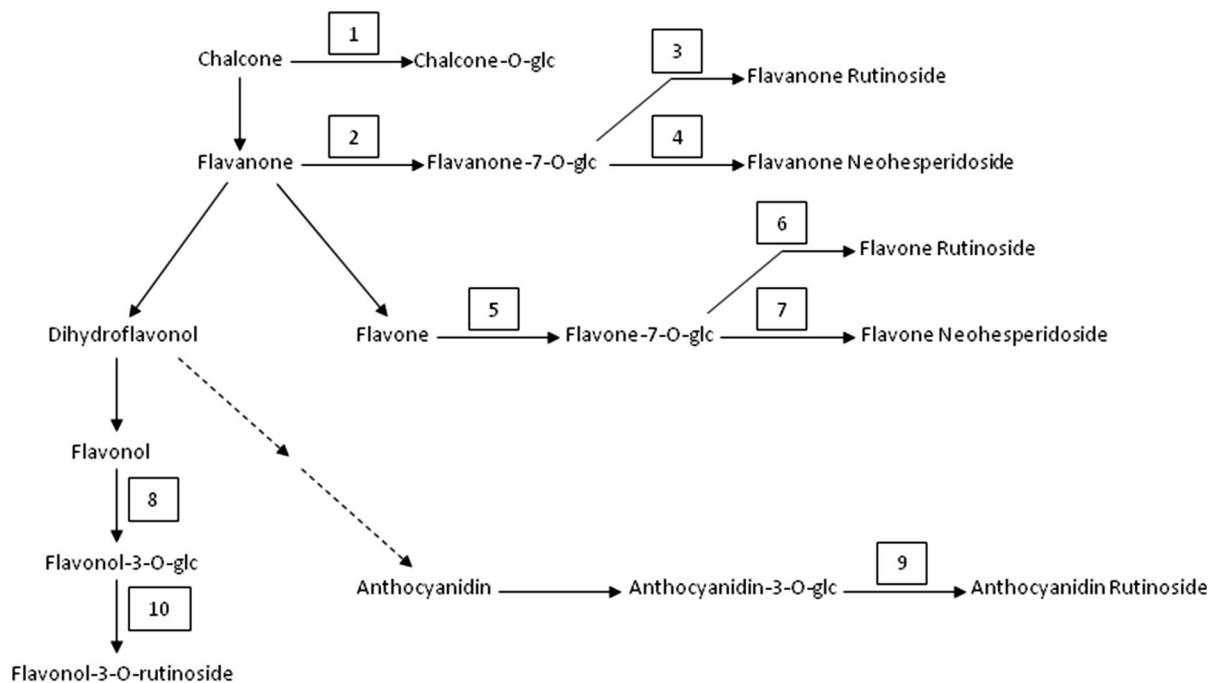 1
Chalcone
Chalcone-O-glc
3
Flavanone Rutinoside
2
4
Flavanone
Flavanone-7-O-glc
Flavanone Neohesperidoside
6
Flavone Rutinoside
5
7
Dihydroflavonol
Flavone
Flavone-7-O-glc
Flavone Neohesperidoside
Flavonol
8
Flavonol-3-O-glc
9
Anthocyanidin
Anthocyanidin-3-O-glc
Anthocyanidin Rutinoside
10
Flavonol-3-O-rutinoside